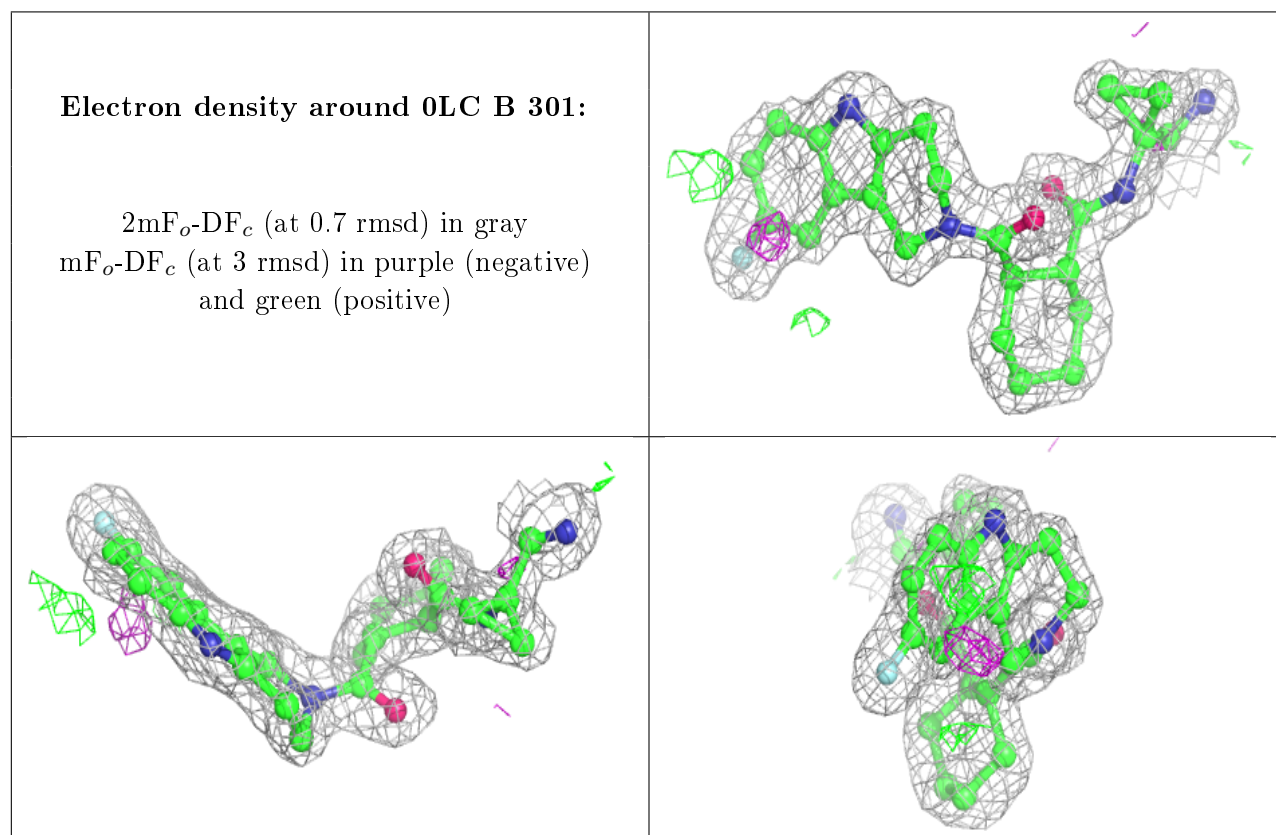 Electron density around 0LC B 301:
2mFₒ-DF𝒸 (at 0.7 rmsd) in gray
mFₒ-DF𝒸 (at 3 rmsd) in purple (negative)
and green (positive)